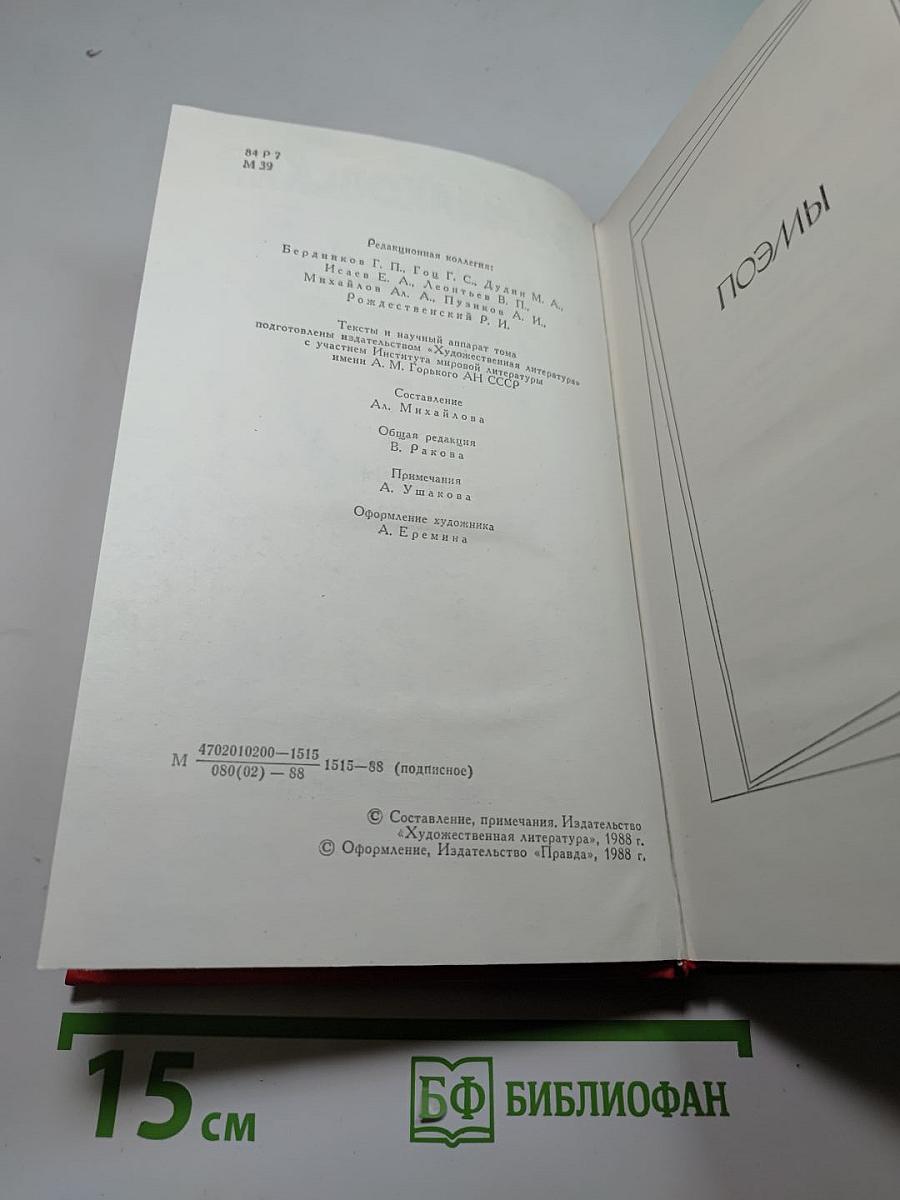 84 Р 7
М 39
Редакционная коллегия:
Бердников Г. П., Гоц Г. С., Дудин М. А.,
Исаев Е. А., Леонтьев В. П.,
Михайлов Ал. А., Пузиков А. И.,
Рождественский Р. И.
Тексты и научный аппарат тома
подготовлены издательством «Художественная литература»
с участием Института мировой литературы
имени А. М. Горького АН СССР
Составление
Ал. Михайлова
Общая редакция
В. Ракова
Примечания
А. Ушакова
Оформление художника
А. Еремина
М 4702010200—1515
080(02) — 88
1515—88 (подписное)
© Составление, примечания. Издательство
«Художественная литература», 1988 г.
© Оформление, Издательство «Правда», 1988 г.
ПОЭМЫ
15 см
БФ БИБЛИОФАН